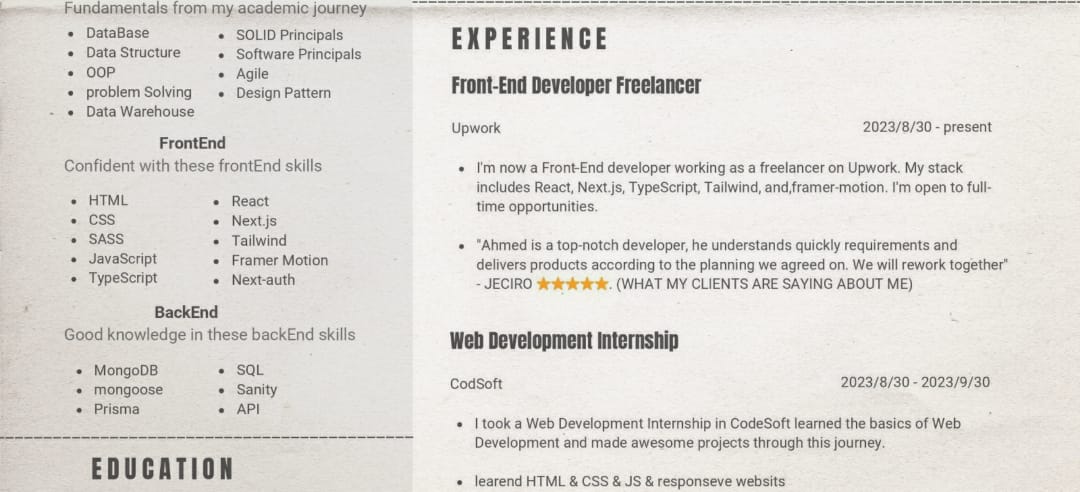 Fundamentals from my academic journey
DataBase
Data Structure
OOP
problem Solving
Data Warehouse
SOLID Principals
Software Principals
Agile
Design Pattern
FrontEnd
Confident with these frontEnd skills
HTML
CSS
SASS
JavaScript
TypeScript
React
Next.js
Tailwind
Framer Motion
Next-auth
BackEnd
Good knowledge in these backEnd skills
MongoDB
mongoose
Prisma
SQL
Sanity
API
EDUCATION
EXPERIENCE
Front-End Developer Freelancer
Upwork 2023/8/30 - present
I'm now a Front-End developer working as a freelancer on Upwork. My stack
includes React, Next.js, TypeScript, Tailwind, and,framer-motion. I'm open to full-
time opportunities.
"Ahmed is a top-notch developer, he understands quickly requirements and
delivers products according to the planning we agreed on. We will rework together"
- JECIRO ⭐⭐⭐⭐⭐. (WHAT MY CLIENTS ARE SAYING ABOUT ME)
Web Development Internship
CodSoft 2023/8/30 - 2023/9/30
I took a Web Development Internship in CodeSoft learned the basics of Web
Development and made awesome projects through this journey.
learend HTML & CSS & JS & responseve websits